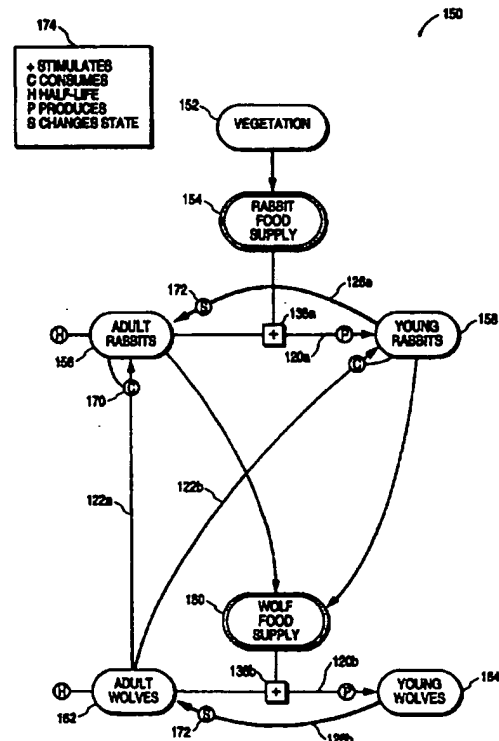 174
150
+ STIMULATES
C CONSUMES
H HALF-LIFE
P PRODUCES
S CHANGES STATE
152
VEGETATION
154
RABBIT
FOOD
SUPPLY
172
S
126a
136a
H
ADULT
RABBITS
+
P
YOUNG
RABBITS
156
120a
158
C
170
C
122a
122b
160
WOLF
FOOD
SUPPLY
136b
120b
H
ADULT
WOLVES
+
P
YOUNG
WOLVES
164
162
172
S
126b